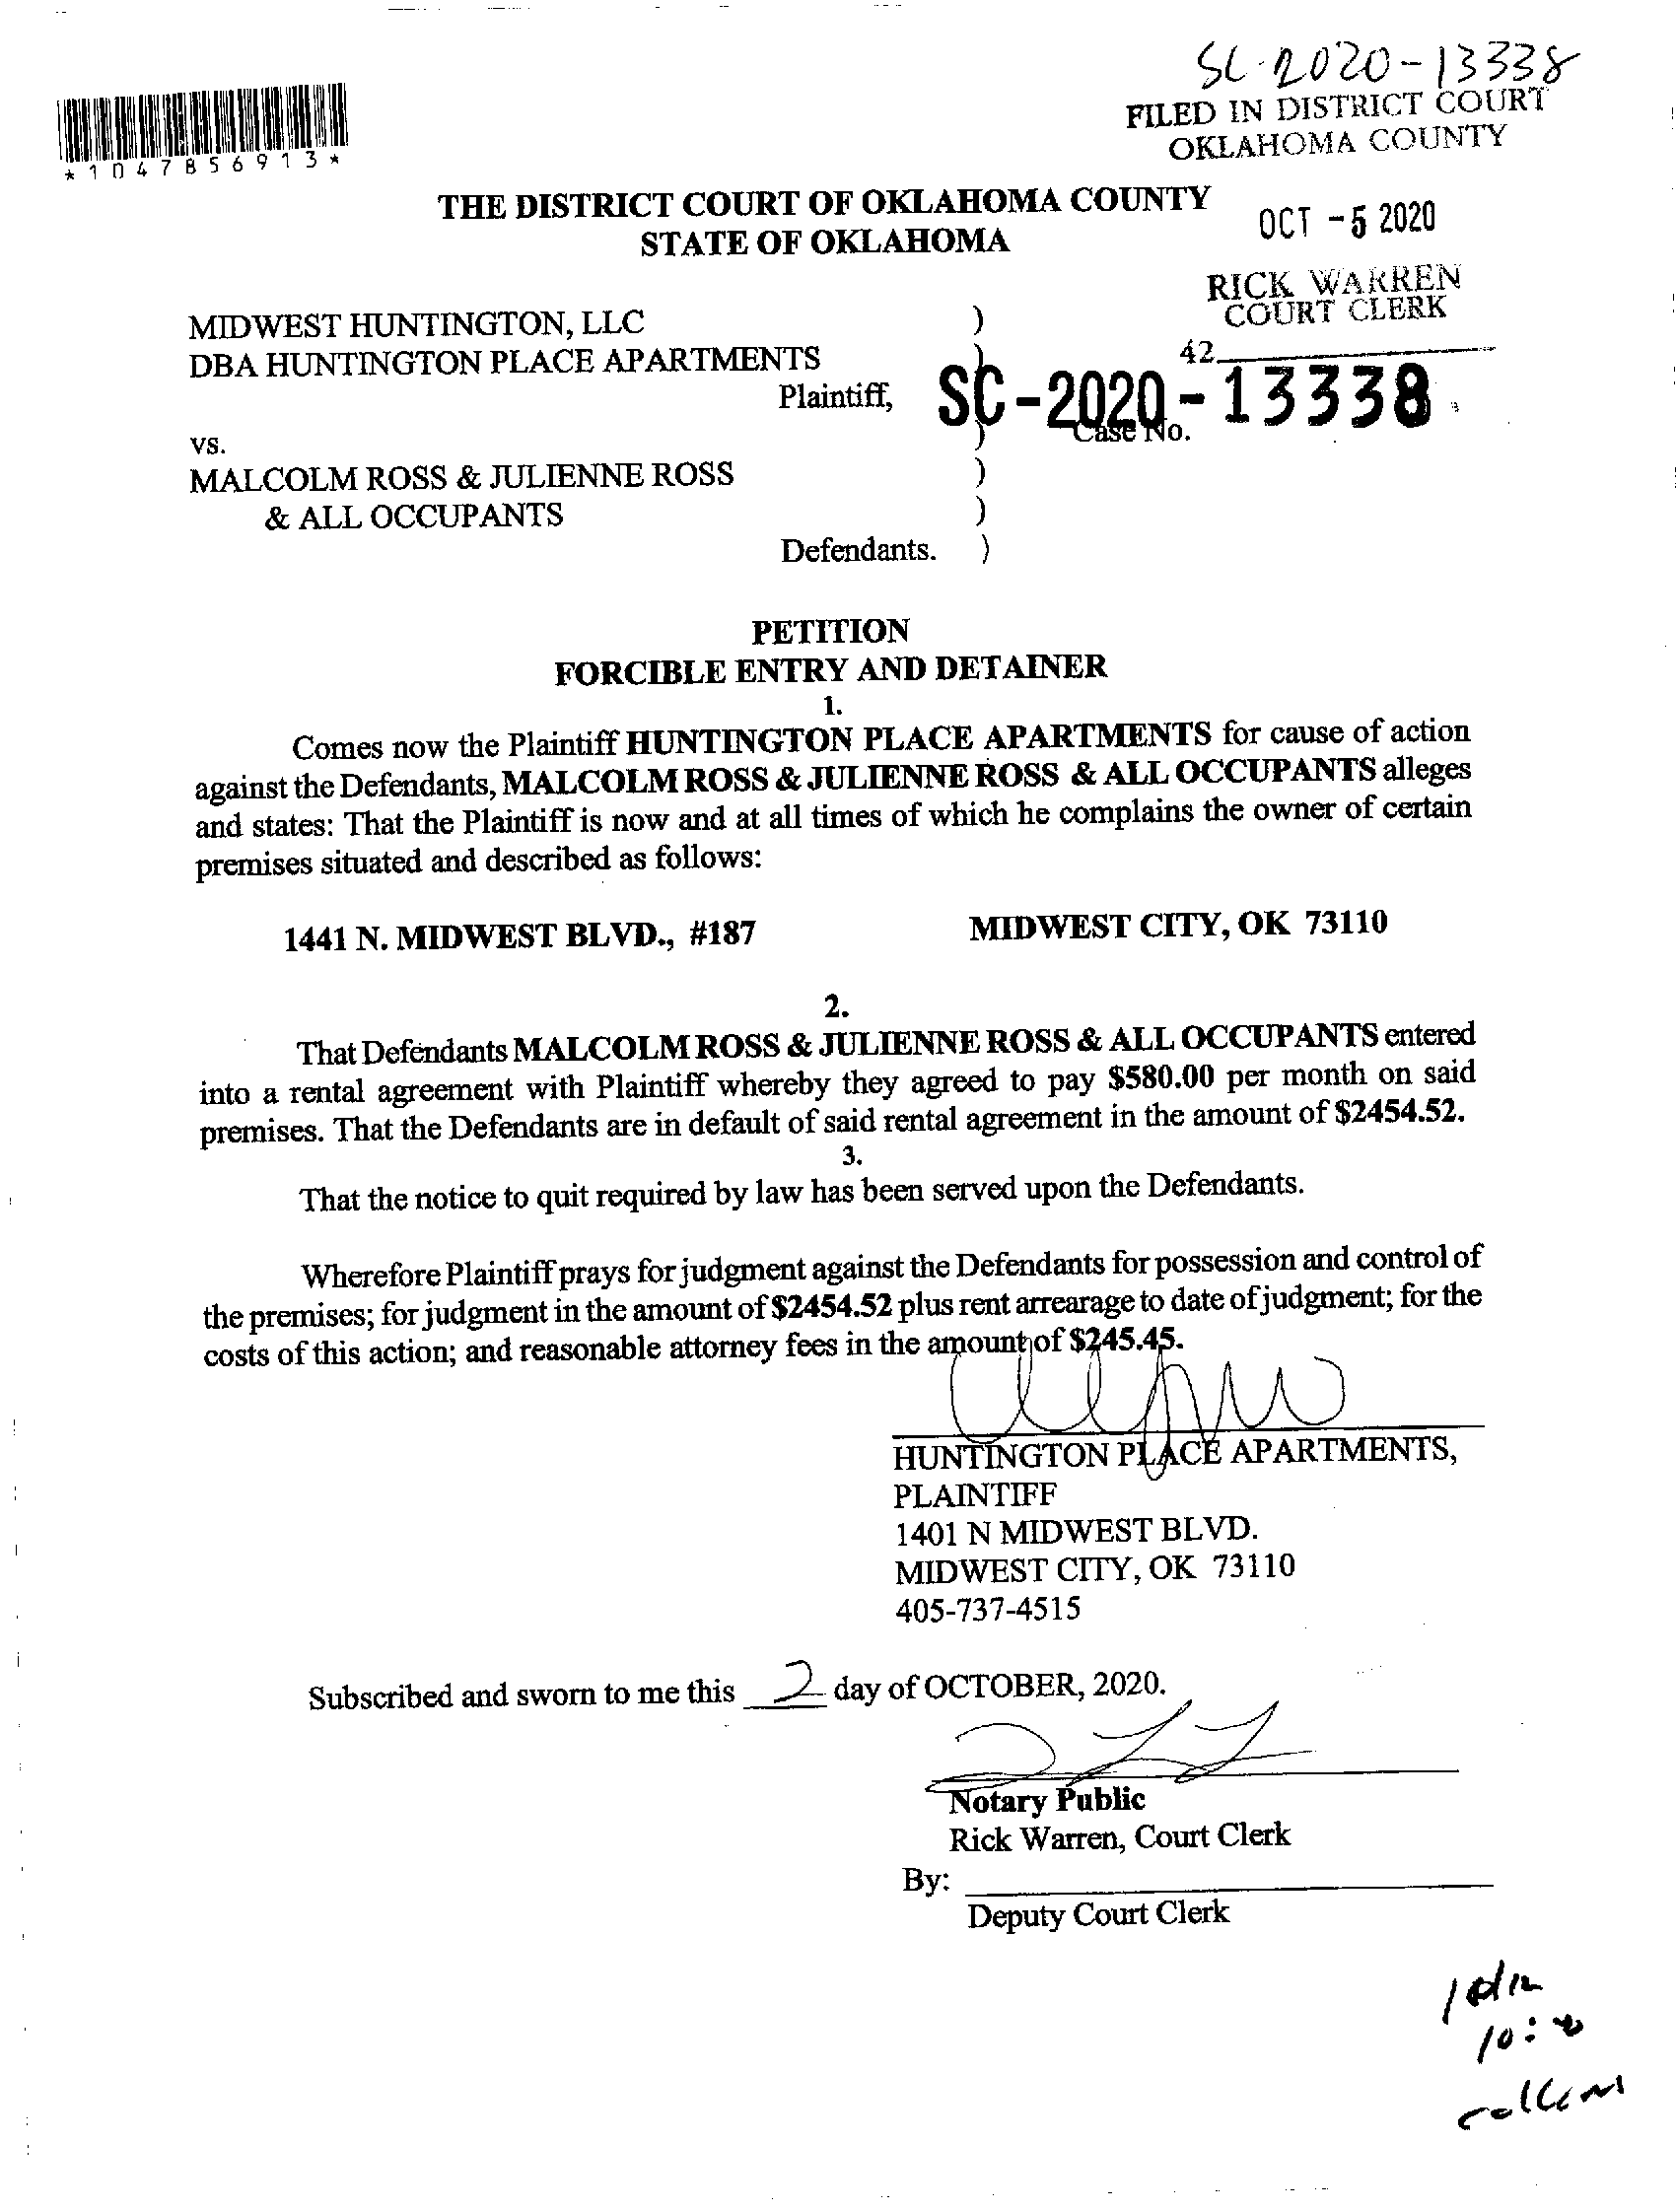 SC-2020-13338
FILED IN DISTRICT COURT
OKLAHOMA COUNTY
*1047856913*
THE DISTRICT COURT OF OKLAHOMA COUNTY
STATE OF OKLAHOMA
OCT -5 2020
RICK WARREN
COURT CLERK
42
MIDWEST HUNTINGTON, LLC )
DBA HUNTINGTON PLACE APARTMENTS )
Plaintiff,
SC-2020-13338
) Case No.
vs.
MALCOLM ROSS & JULIENNE ROSS )
& ALL OCCUPANTS )
Defendants. )
PETITION
FORCIBLE ENTRY AND DETAINER
1.
Comes now the Plaintiff HUNTINGTON PLACE APARTMENTS for cause of action
against the Defendants, MALCOLM ROSS & JULIENNE ROSS & ALL OCCUPANTS alleges
and states: That the Plaintiff is now and at all times of which he complains the owner of certain
premises situated and described as follows:
1441 N. MIDWEST BLVD., #187 MIDWEST CITY, OK 73110
2.
That Defendants MALCOLM ROSS & JULIENNE ROSS & ALL OCCUPANTS entered
into a rental agreement with Plaintiff whereby they agreed to pay $580.00 per month on said
premises. That the Defendants are in default of said rental agreement in the amount of $2454.52.
3.
That the notice to quit required by law has been served upon the Defendants.
Wherefore Plaintiff prays for judgment against the Defendants for possession and control of
the premises; for judgment in the amount of $2454.52 plus rent arrearage to date of judgment; for the
costs of this action; and reasonable attorney fees in the amount of $245.45.
HUNTINGTON PLACE APARTMENTS,
PLAINTIFF
1401 N MIDWEST BLVD.
MIDWEST CITY, OK 73110
405-737-4515
Subscribed and sworn to me this 2 day of OCTOBER, 2020.
Notary Public
Rick Warren, Court Clerk
By:
Deputy Court Clerk